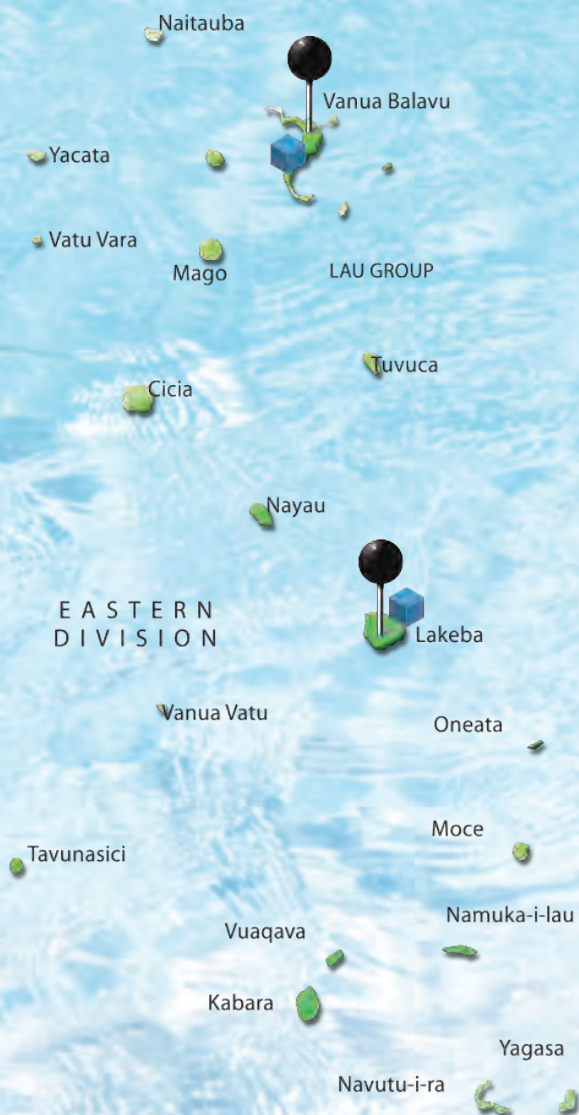 Naitauba
Vanua Balavu
Yacata
Vatu Vara
Mago
LAU GROUP
Tuvuca
Cicia
Nayau
EASTERN
DIVISION
Lakeba
Vanua Vatu
Oneata
Moce
Tavunasici
Namuka-i-lau
Vuaqava
Kabara
Yagasa
Navutu-i-ra